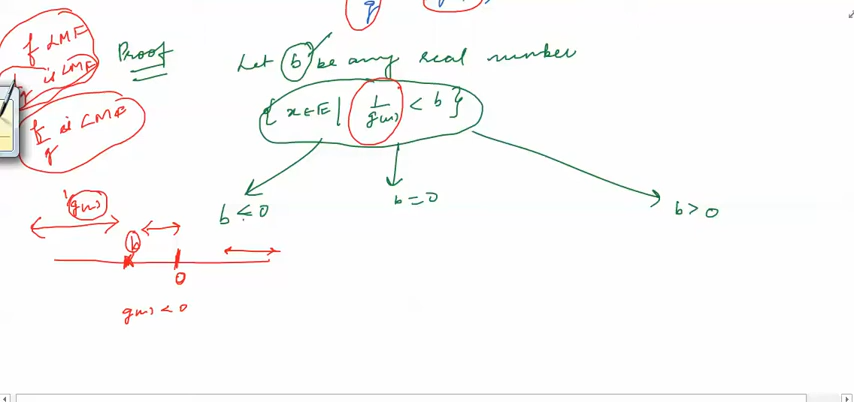 g
f LMF
is LMF
Proof
Let b be any real number
{ x ∈ E | 1/g(x) < b }
f/g is LMF
1/g(x)
b ≤ 0
b = 0
b > 0
b
0
g(x) < 0